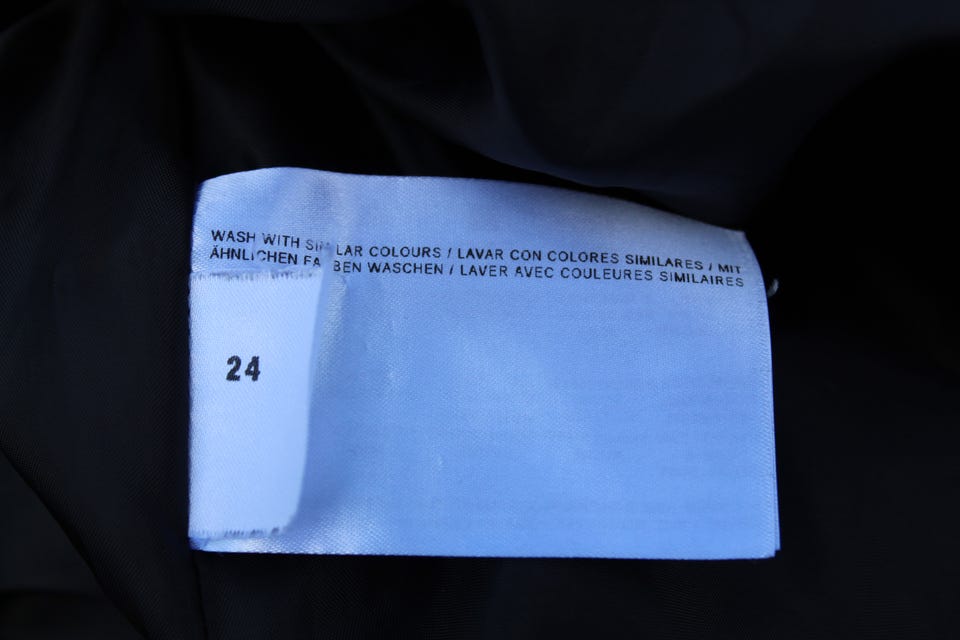 WASH WITH SIMILAR COLOURS / LAVAR CON COLORES SIMILARES / MIT
ÄHNLICHEN FARBEN WASCHEN / LAVER AVEC COULEURES SIMILAIRES
24